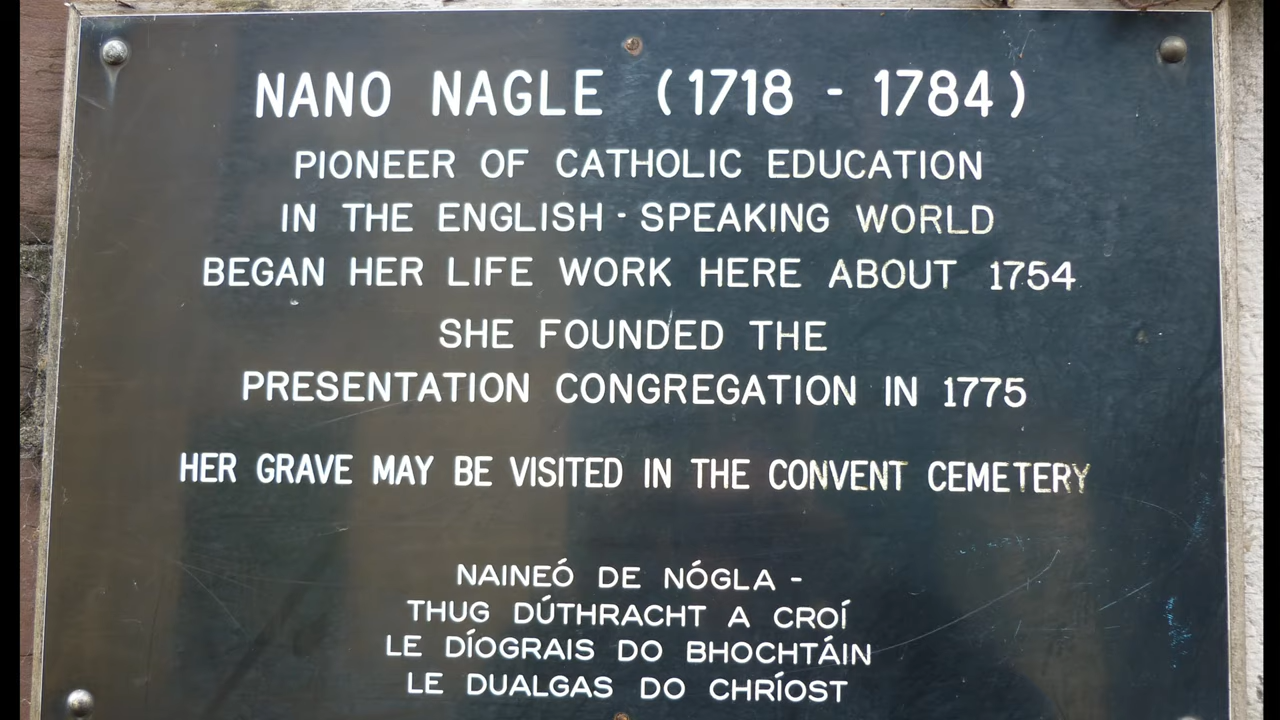 NANO NAGLE (1718 - 1784)
PIONEER OF CATHOLIC EDUCATION
IN THE ENGLISH - SPEAKING WORLD
BEGAN HER LIFE WORK HERE ABOUT 1754
SHE FOUNDED THE
PRESENTATION CONGREGATION IN 1775
HER GRAVE MAY BE VISITED IN THE CONVENT CEMETERY
NAINEÓ DE NÓGLA -
THUG DÚTHRACHT A CROÍ
LE DÍOGRAIS DO BHOCHTÁIN
LE DUALGAS DO CHRÍOST